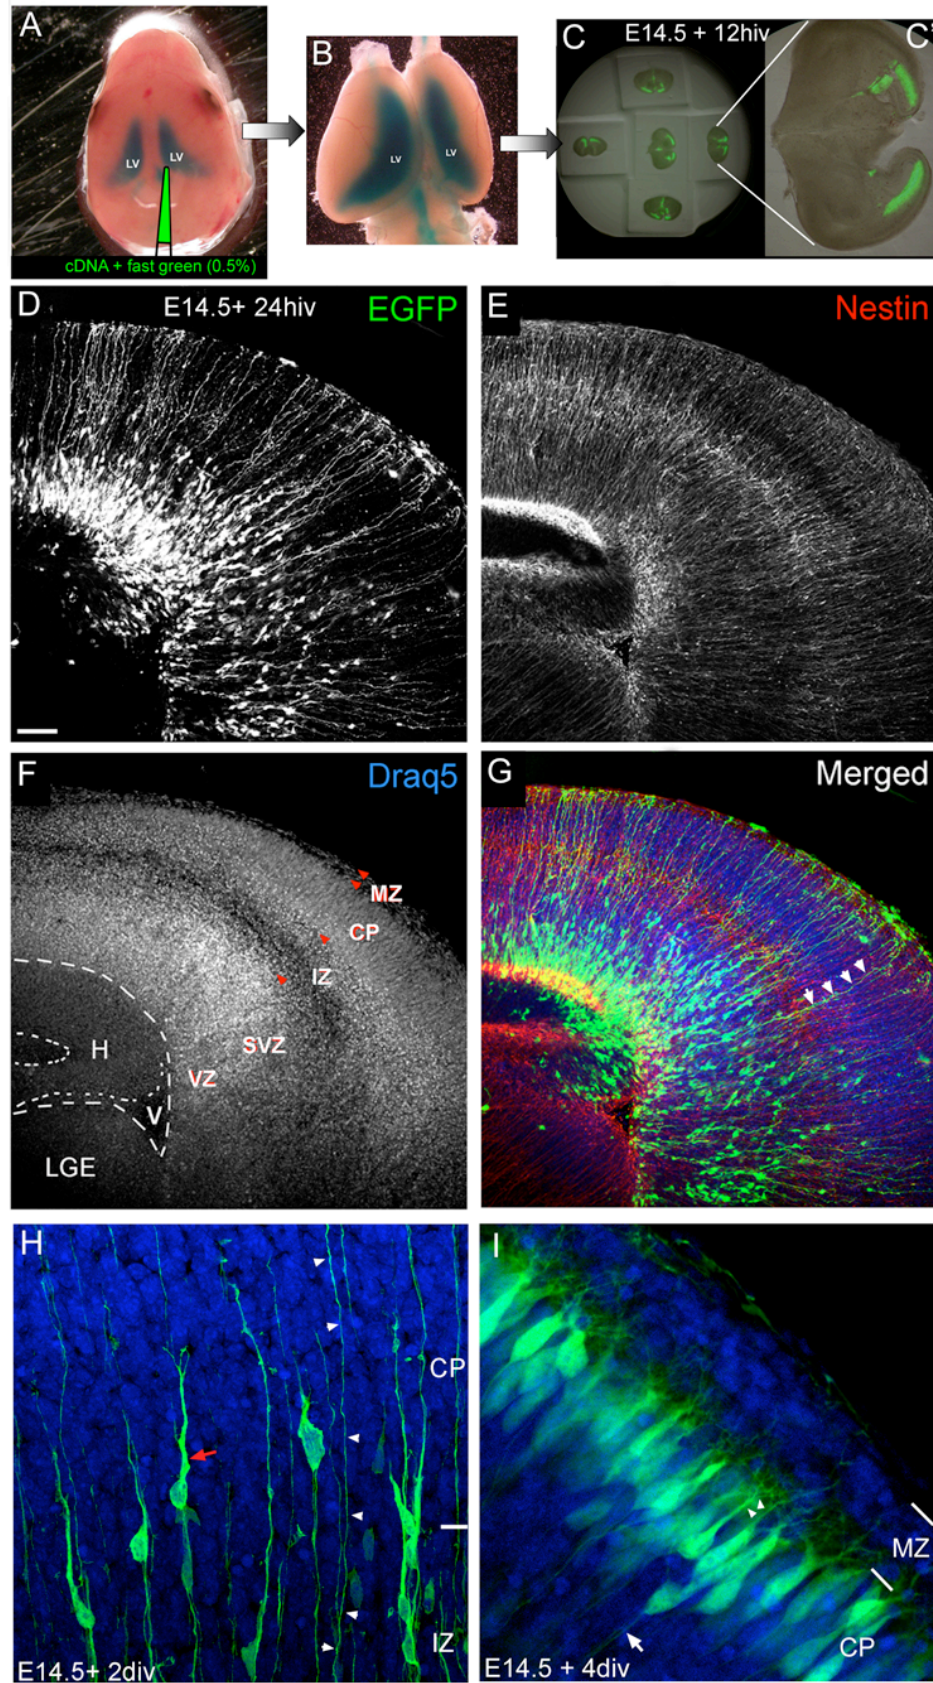 A
LV LV
cDNA + fast green (0.5%)
B
LV LV
C E14.5 + 12hiv C'
D E14.5+ 24hiv EGFP
E Nestin
F Draq5
MZ
CP
IZ
SVZ
VZ
H
V
LGE
G Merged
H
CP
IZ
E14.5+ 2div
I
MZ
CP
E14.5 + 4div